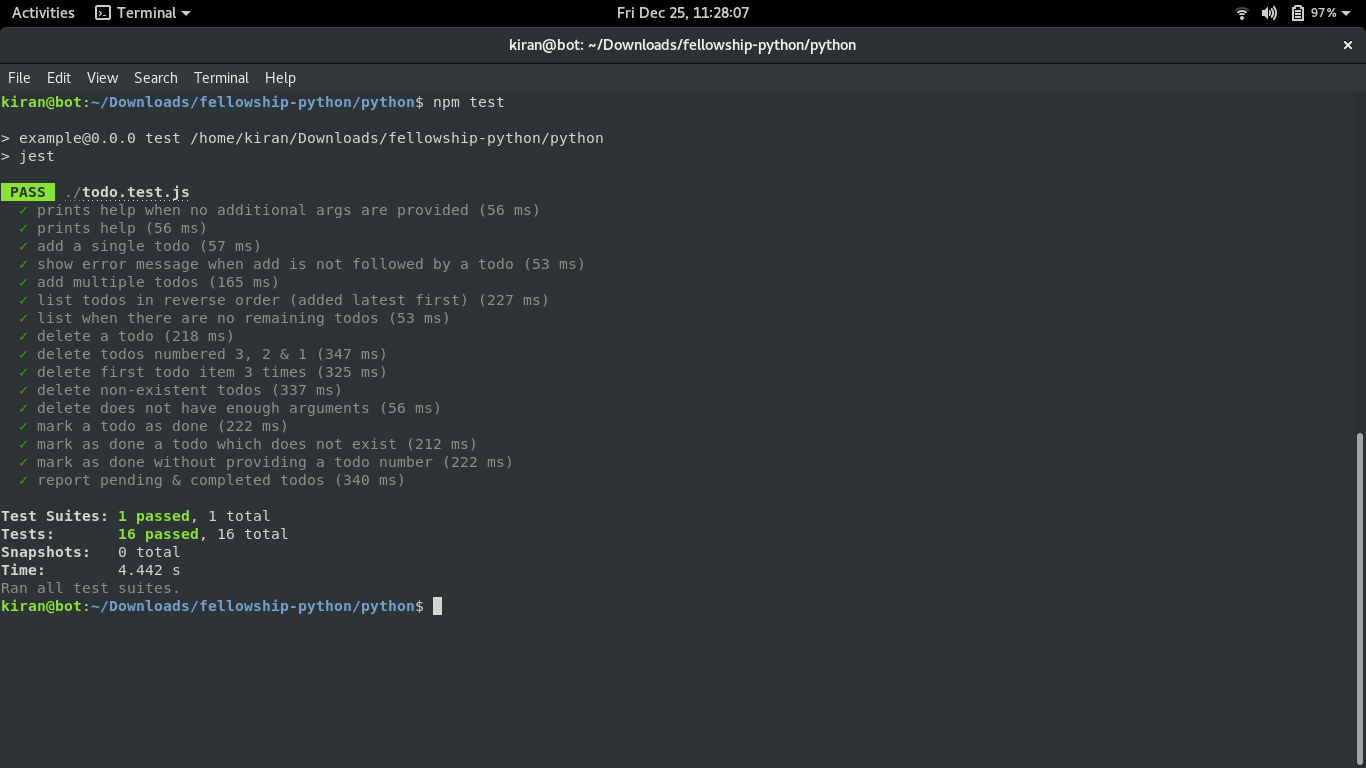 Activities Terminal Fri Dec 25, 11:28:07 97%
kiran@bot: ~/Downloads/fellowship-python/python ×
File Edit View Search Terminal Help
kiran@bot:~/Downloads/fellowship-python/python$ npm test
> example@0.0.0 test /home/kiran/Downloads/fellowship-python/python
> jest
PASS ./todo.test.js
✓ prints help when no additional args are provided (56 ms)
✓ prints help (56 ms)
✓ add a single todo (57 ms)
✓ show error message when add is not followed by a todo (53 ms)
✓ add multiple todos (165 ms)
✓ list todos in reverse order (added latest first) (227 ms)
✓ list when there are no remaining todos (53 ms)
✓ delete a todo (218 ms)
✓ delete todos numbered 3, 2 & 1 (347 ms)
✓ delete first todo item 3 times (325 ms)
✓ delete non-existent todos (337 ms)
✓ delete does not have enough arguments (56 ms)
✓ mark a todo as done (222 ms)
✓ mark as done a todo which does not exist (212 ms)
✓ mark as done without providing a todo number (222 ms)
✓ report pending & completed todos (340 ms)
Test Suites: 1 passed, 1 total
Tests: 16 passed, 16 total
Snapshots: 0 total
Time: 4.442 s
Ran all test suites.
kiran@bot:~/Downloads/fellowship-python/python$